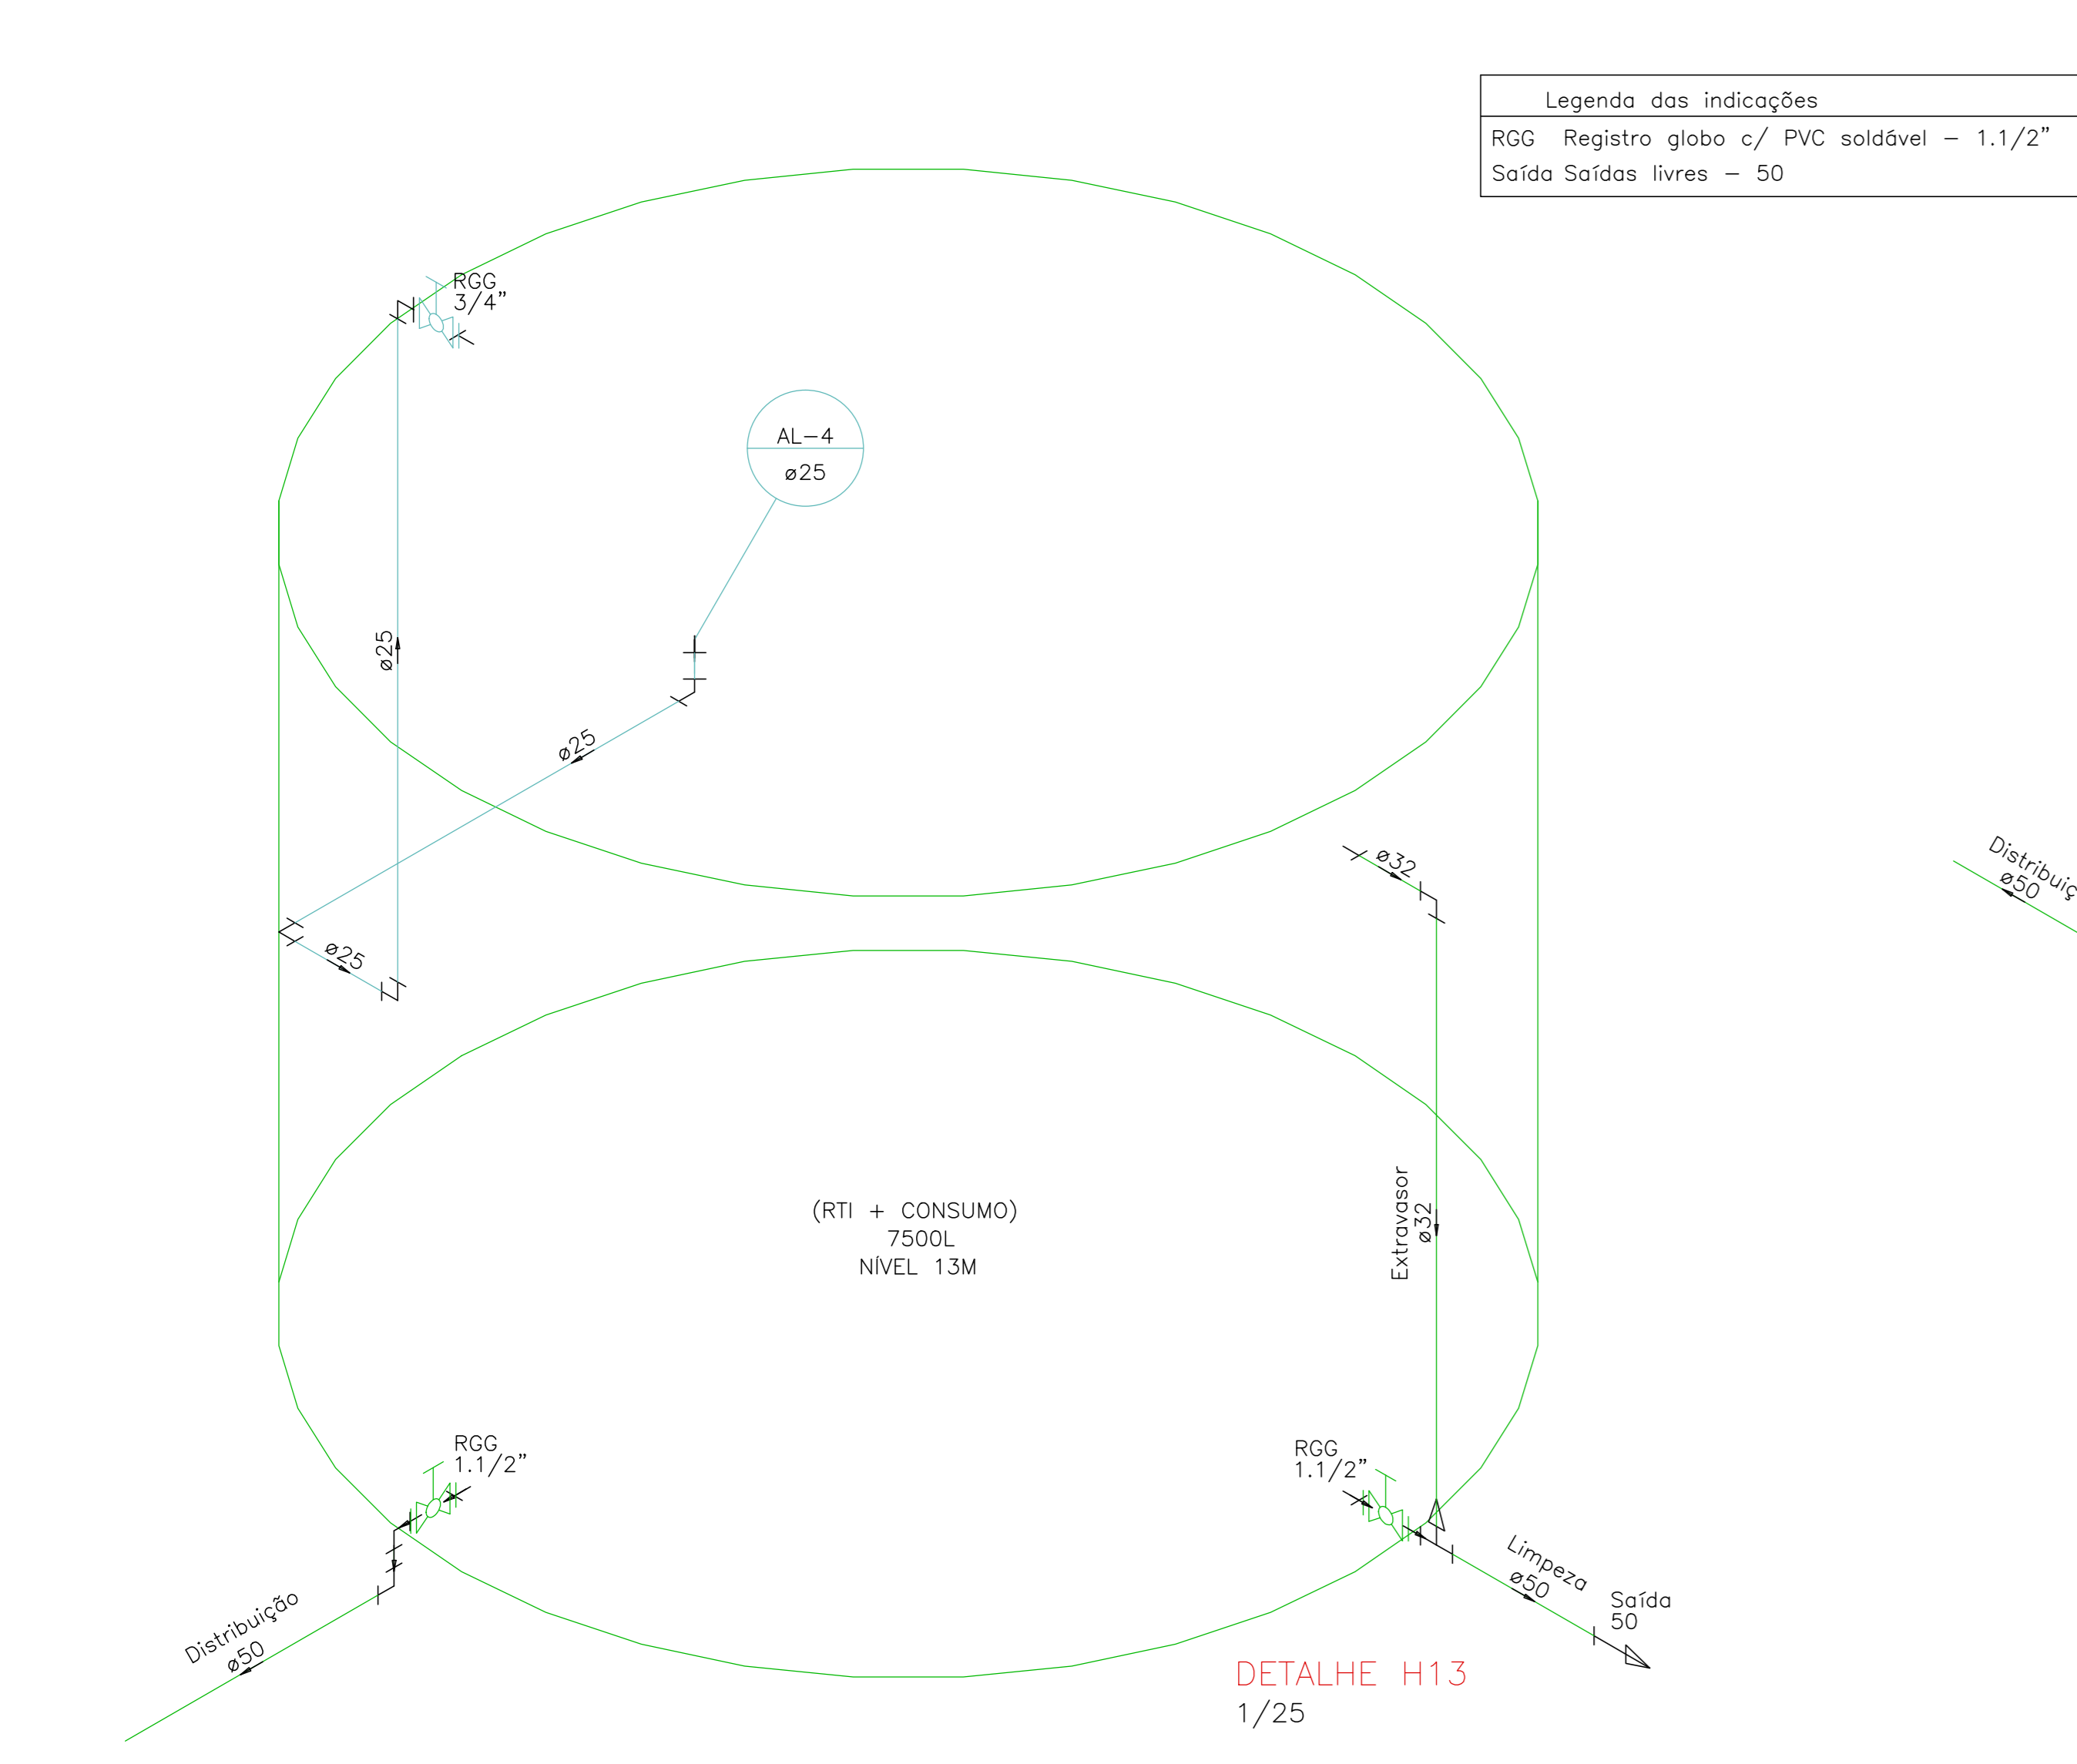 Legenda das indicações
RGG Registro globo c/ PVC soldável – 1.1/2"
Saída Saídas livres – 50
RGG
3/4"
AL–4
ø25
ø25
ø25
ø25
ø32
Distribuiç
ø50
(RTI + CONSUMO)
7500L
NÍVEL 13M
Extravasor
ø32
RGG
1.1/2"
RGG
1.1/2"
Limpeza
ø50
Saída
50
Distribuição
ø50
DETALHE H13
1/25